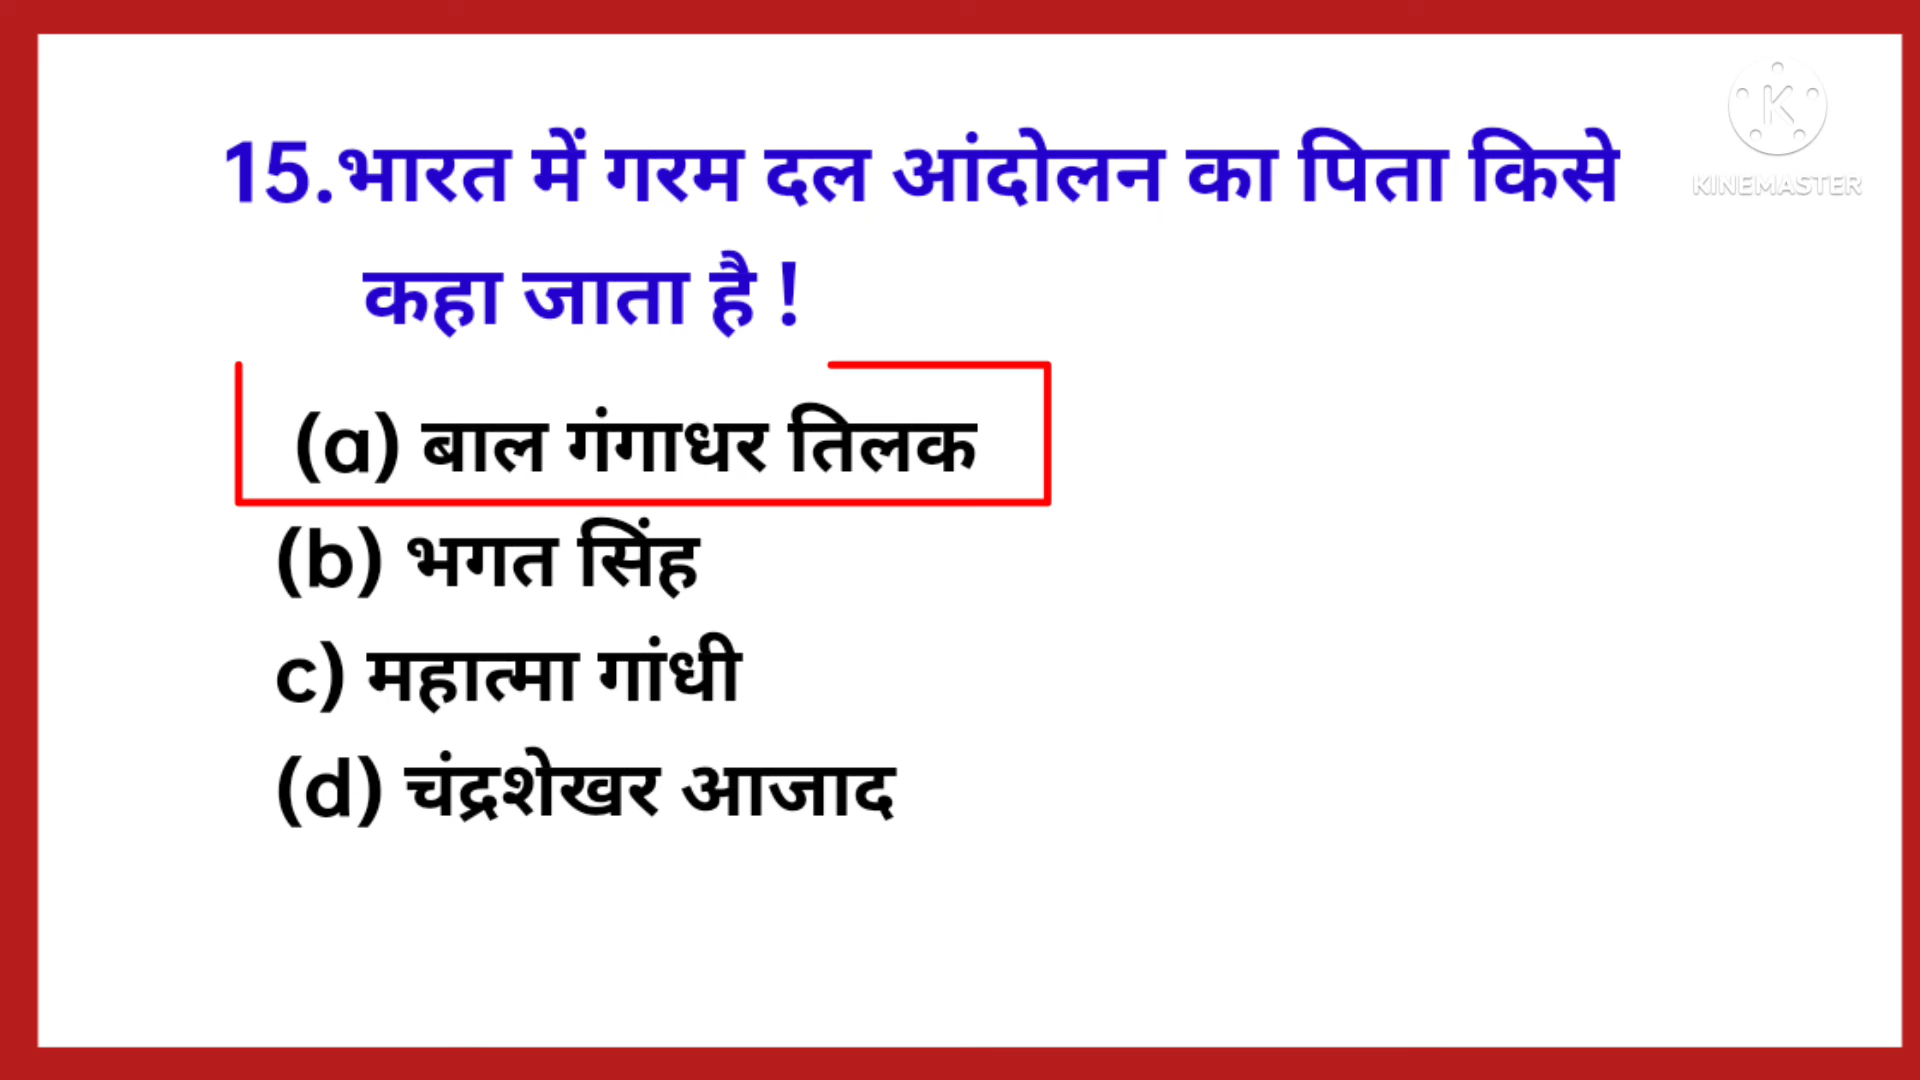 15.भारत में गरम दल आंदोलन का पिता किसे
कहा जाता है !
(a) बाल गंगाधर तिलक
(b) भगत सिंह
c) महात्मा गांधी
(d) चंद्रशेखर आजाद
K
KINEMASTER